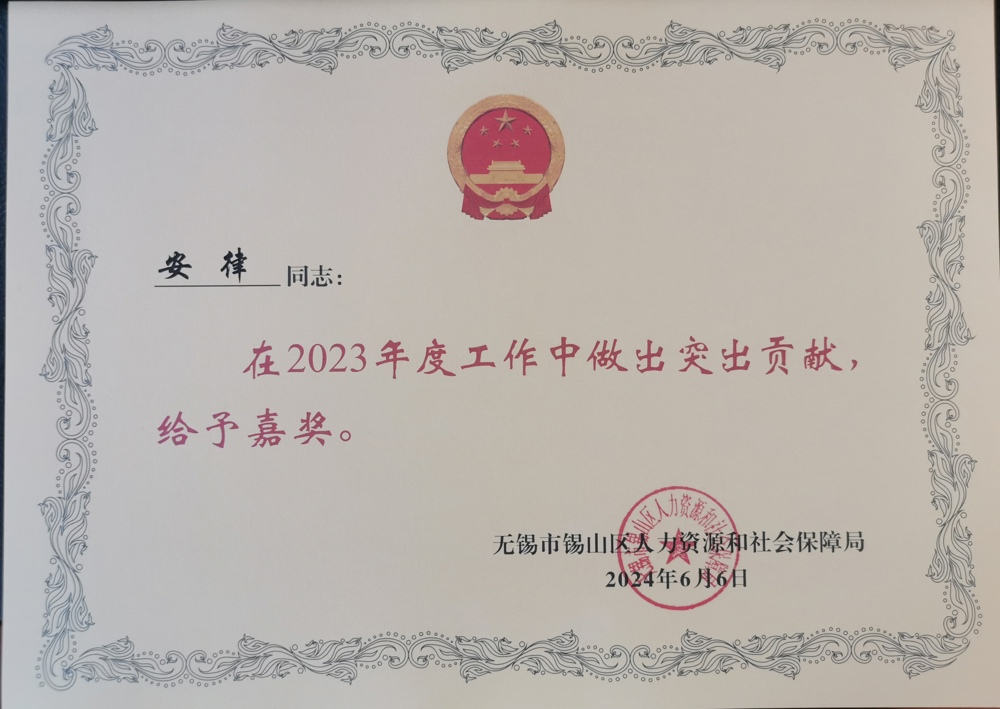 安律 同志：
在2023年度工作中做出突出贡献，
给予嘉奖。
无锡市锡山区人力资源和社会保障局
2024年6月6日